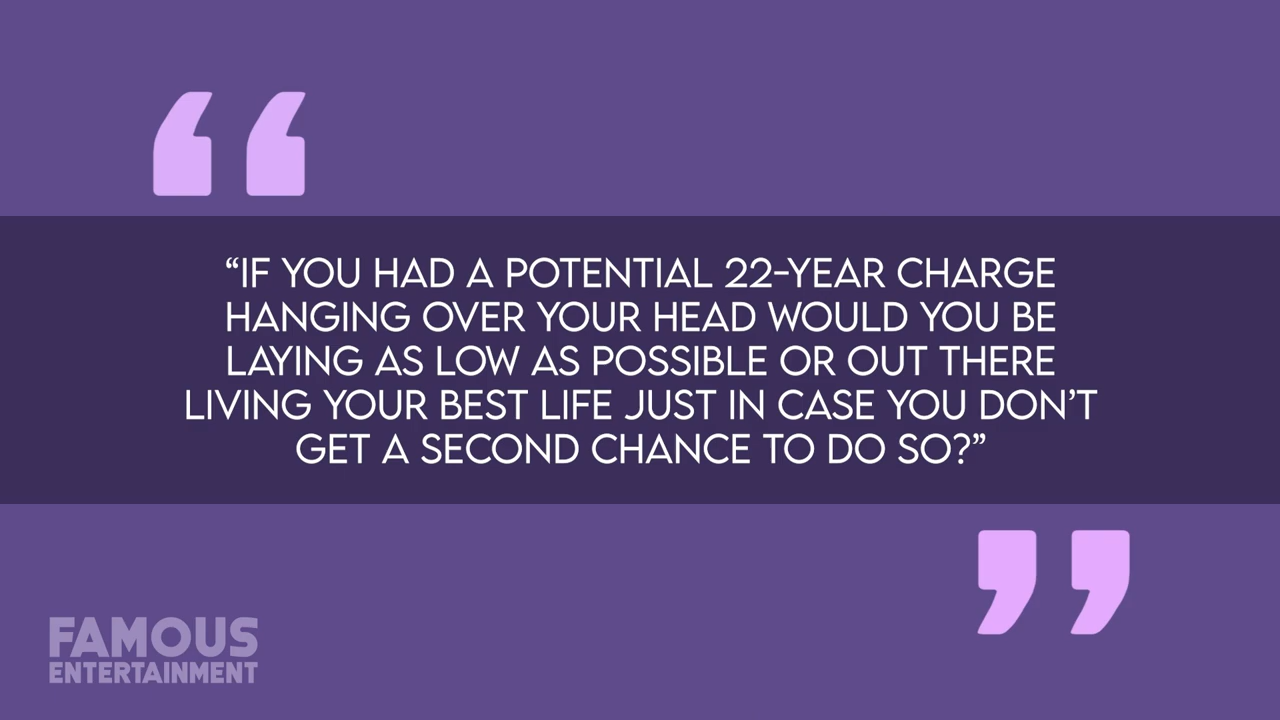 “IF YOU HAD A POTENTIAL 22-YEAR CHARGE
HANGING OVER YOUR HEAD WOULD YOU BE
LAYING AS LOW AS POSSIBLE OR OUT THERE
LIVING YOUR BEST LIFE JUST IN CASE YOU DON’T
GET A SECOND CHANCE TO DO SO?”
FAMOUS
ENTERTAINMENT